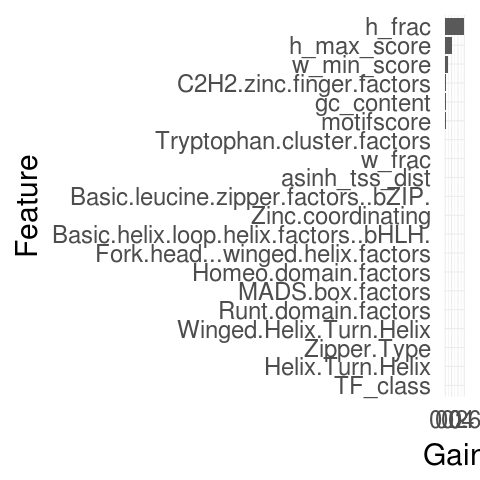 h_frac
h_max_score
w_min_score
C2H2.zinc.finger.factors
gc_content
motifscore
Tryptophan.cluster.factors
w_frac
asinh_tss_dist
Basic.leucine.zipper.factors..bZIP.
Zinc.coordinating
Basic.helix.loop.helix.factors..bHLH.
Fork.head...winged.helix.factors
Homeo.domain.factors
MADS.box.factors
Runt.domain.factors
Winged.Helix.Turn.Helix
Zipper.Type
Helix.Turn.Helix
TF_class
Feature
Gain